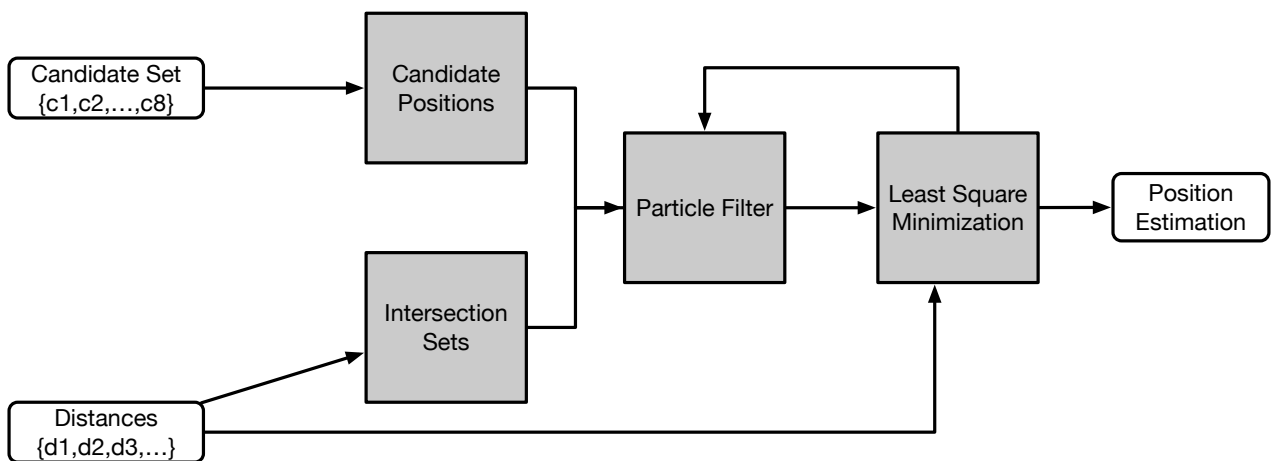 Candidate Set
{c1,c2,…,c8}
Candidate
Positions
Particle Filter
Least Square
Minimization
Position
Estimation
Intersection
Sets
Distances
{d1,d2,d3,…}